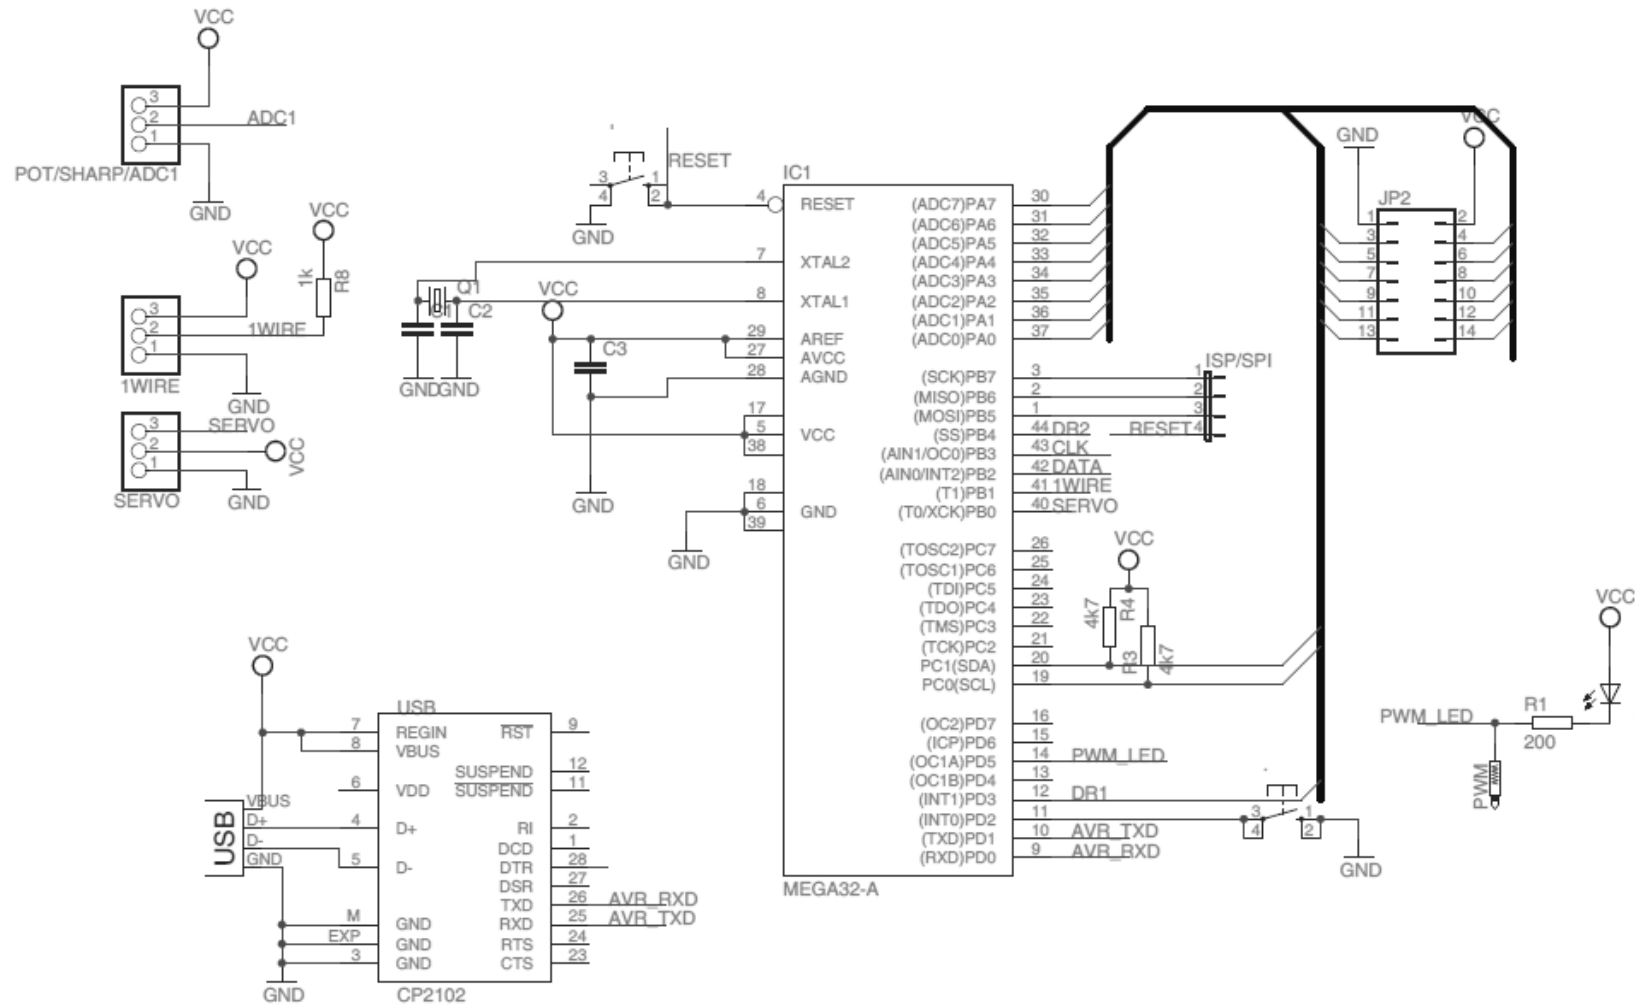 VCC
3
2
1
ADC1
POT/SHARP/ADC1
GND
VCC
VCC
1k
R8
3
2
1
1WIRE
1WIRE
GND
3
2
1
SERVO
VCC
GND
SERVO
3
4
1
2
RESET
GND
Q1
C1
C2
GND
GND
VCC
C3
GND
GND
IC1
4 RESET
7 XTAL2
8 XTAL1
29 AREF
27 AVCC
28 AGND
17
5 VCC
38
18
6 GND
39
(ADC7)PA7 30
(ADC6)PA6 31
(ADC5)PA5 32
(ADC4)PA4 33
(ADC3)PA3 34
(ADC2)PA2 35
(ADC1)PA1 36
(ADC0)PA0 37
(SCK)PB7 3
(MISO)PB6 2
(MOSI)PB5 1
(SS)PB4 44 DR2
(AIN1/OC0)PB3 43 CLK
(AIN0/INT2)PB2 42 DATA
(T1)PB1 41 1WIRE
(T0/XCK)PB0 40 SERVO
(TOSC2)PC7 26
(TOSC1)PC6 25
(TDI)PC5 24
(TDO)PC4 23
(TMS)PC3 22
(TCK)PC2 21
PC1(SDA) 20
PC0(SCL) 19
(OC2)PD7 16
(ICP)PD6 15
(OC1A)PD5 14 PWM_LED
(OC1B)PD4 13
(INT1)PD3 12 DR1
(INT0)PD2 11
(TXD)PD1 10 AVR_TXD
(RXD)PD0 9 AVR_RXD
MEGA32-A
ISP/SPI
1
2
3
RESET 4
VCC
4k7
R4
R3
4k7
3
4
1
2
GND
GND
VCC
JP2
1 2
3 4
5 6
7 8
9 10
11 12
13 14
VCC
PWM_LED
R1
200
PWM
VCC
USB
7 REGIN
8 VBUS
6 VDD
4 D+
5 D-
M GND
EXP GND
3 GND
RST 9
SUSPEND 12
SUSPEND 11
RI 2
DCD 1
DTR 28
DSR 27
TXD 26 AVR_RXD
RXD 25 AVR_TXD
RTS 24
CTS 23
CP2102
USB
VBUS
D+
D-
GND
GND